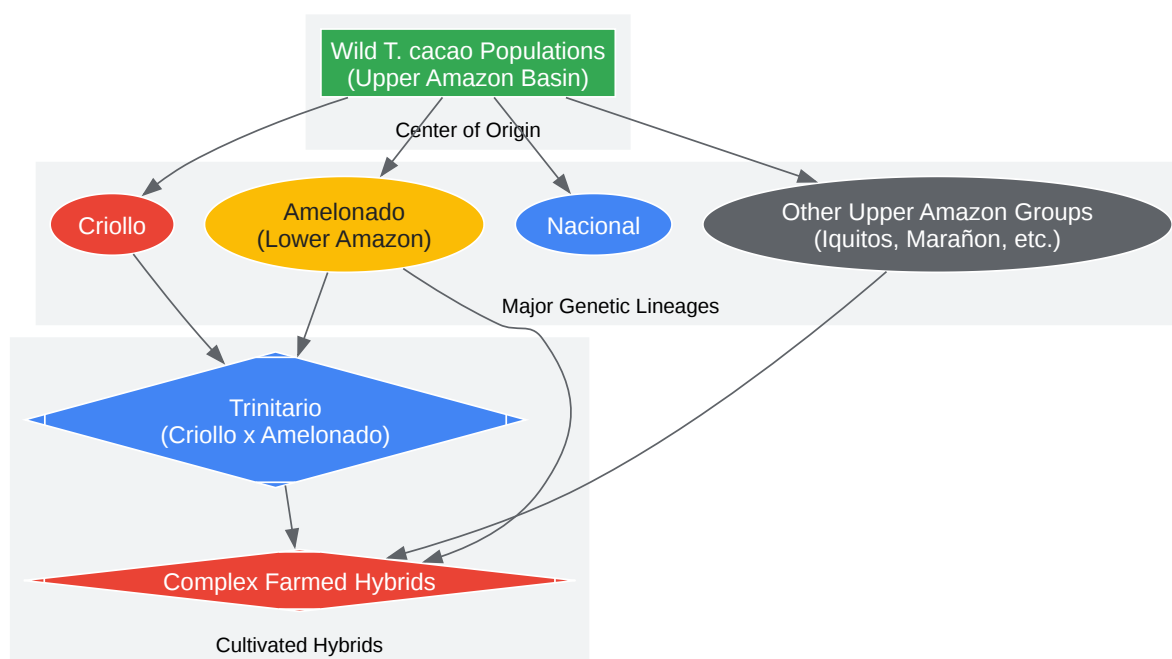 Wild T. cacao Populations
(Upper Amazon Basin)
Center of Origin
Criollo
Amelonado
(Lower Amazon)
Nacional
Other Upper Amazon Groups
(Iquitos, Marañon, etc.)
Major Genetic Lineages
Trinitario
(Criollo x Amelonado)
Complex Farmed Hybrids
Cultivated Hybrids